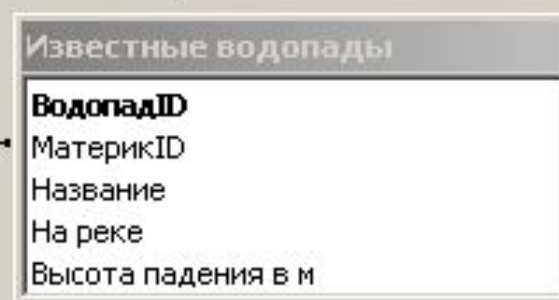 Известные водопады
ВодопадID
МатерикID
Название
На реке
Высота падения в м